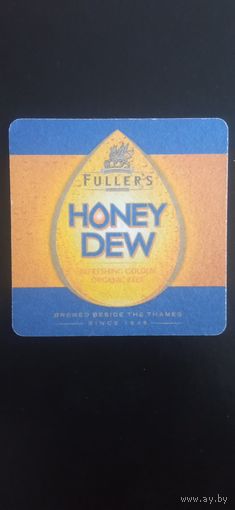 FULLER'S
HONEY
DEW
REFRESHING GOLDEN
ORGANIC BEER
BREWED BESIDE THE THAMES
SINCE 1845
www.ay.by